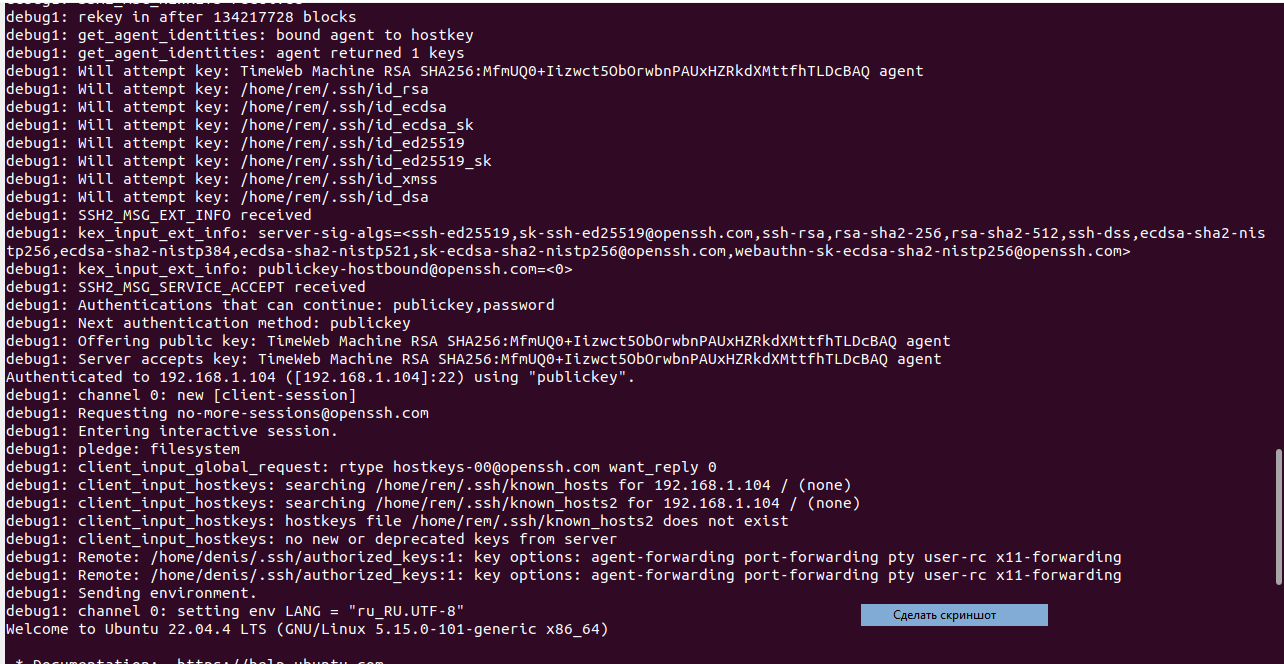 debug1: rekey in after 134217728 blocks
debug1: get_agent_identities: bound agent to hostkey
debug1: get_agent_identities: agent returned 1 keys
debug1: Will attempt key: TimeWeb Machine RSA SHA256:MfmUQ0+Iizwct5ObOrwbnPAUxHZRkdXMttfhTLDcBAQ agent
debug1: Will attempt key: /home/rem/.ssh/id_rsa
debug1: Will attempt key: /home/rem/.ssh/id_ecdsa
debug1: Will attempt key: /home/rem/.ssh/id_ecdsa_sk
debug1: Will attempt key: /home/rem/.ssh/id_ed25519
debug1: Will attempt key: /home/rem/.ssh/id_ed25519_sk
debug1: Will attempt key: /home/rem/.ssh/id_xmss
debug1: Will attempt key: /home/rem/.ssh/id_dsa
debug1: SSH2_MSG_EXT_INFO received
debug1: kex_input_ext_info: server-sig-algs=<ssh-ed25519,sk-ssh-ed25519@openssh.com,ssh-rsa,rsa-sha2-256,rsa-sha2-512,ssh-dss,ecdsa-sha2-nis
tp256,ecdsa-sha2-nistp384,ecdsa-sha2-nistp521,sk-ecdsa-sha2-nistp256@openssh.com,webauthn-sk-ecdsa-sha2-nistp256@openssh.com>
debug1: kex_input_ext_info: publickey-hostbound@openssh.com=<0>
debug1: SSH2_MSG_SERVICE_ACCEPT received
debug1: Authentications that can continue: publickey,password
debug1: Next authentication method: publickey
debug1: Offering public key: TimeWeb Machine RSA SHA256:MfmUQ0+Iizwct5ObOrwbnPAUxHZRkdXMttfhTLDcBAQ agent
debug1: Server accepts key: TimeWeb Machine RSA SHA256:MfmUQ0+Iizwct5ObOrwbnPAUxHZRkdXMttfhTLDcBAQ agent
Authenticated to 192.168.1.104 ([192.168.1.104]:22) using "publickey".
debug1: channel 0: new [client-session]
debug1: Requesting no-more-sessions@openssh.com
debug1: Entering interactive session.
debug1: pledge: filesystem
debug1: client_input_global_request: rtype hostkeys-00@openssh.com want_reply 0
debug1: client_input_hostkeys: searching /home/rem/.ssh/known_hosts for 192.168.1.104 / (none)
debug1: client_input_hostkeys: searching /home/rem/.ssh/known_hosts2 for 192.168.1.104 / (none)
debug1: client_input_hostkeys: hostkeys file /home/rem/.ssh/known_hosts2 does not exist
debug1: client_input_hostkeys: no new or deprecated keys from server
debug1: Remote: /home/denis/.ssh/authorized_keys:1: key options: agent-forwarding port-forwarding pty user-rc x11-forwarding
debug1: Remote: /home/denis/.ssh/authorized_keys:1: key options: agent-forwarding port-forwarding pty user-rc x11-forwarding
debug1: Sending environment.
debug1: channel 0: setting env LANG = "ru_RU.UTF-8"
Сделать скриншот
Welcome to Ubuntu 22.04.4 LTS (GNU/Linux 5.15.0-101-generic x86_64)
* Documentation: https://help.ubuntu.com